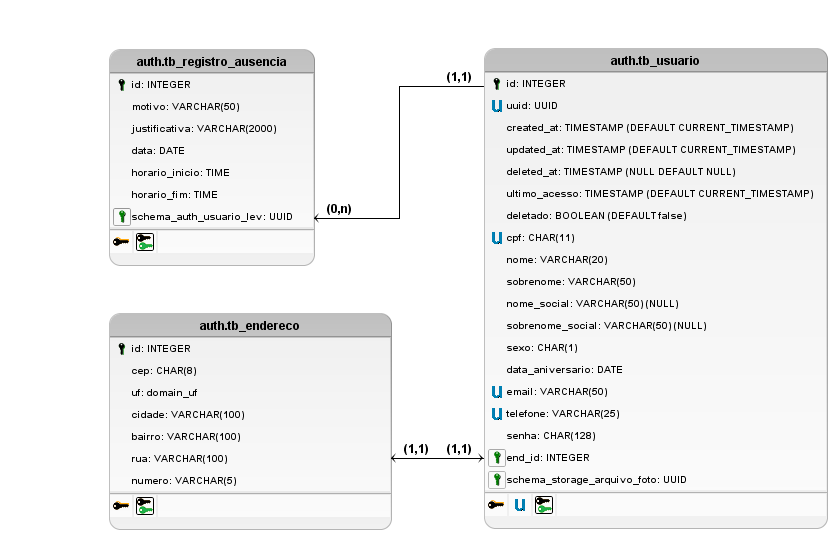 auth.tb_registro_ausencia
id: INTEGER
motivo: VARCHAR(50)
justificativa: VARCHAR(2000)
data: DATE
horario_inicio: TIME
horario_fim: TIME
schema_auth_usuario_lev: UUID
(1,1)
(0,n)
auth.tb_usuario
id: INTEGER
U uuid: UUID
created_at: TIMESTAMP (DEFAULT CURRENT_TIMESTAMP)
updated_at: TIMESTAMP (DEFAULT CURRENT_TIMESTAMP)
deleted_at: TIMESTAMP (NULL DEFAULT NULL)
ultimo_acesso: TIMESTAMP (DEFAULT CURRENT_TIMESTAMP)
deletado: BOOLEAN (DEFAULT false)
U cpf: CHAR(11)
nome: VARCHAR(20)
sobrenome: VARCHAR(50)
nome_social: VARCHAR(50) (NULL)
sobrenome_social: VARCHAR(50) (NULL)
sexo: CHAR(1)
data_aniversario: DATE
U email: VARCHAR(50)
U telefone: VARCHAR(25)
senha: CHAR(128)
end_id: INTEGER
schema_storage_arquivo_foto: UUID
U
auth.tb_endereco
id: INTEGER
cep: CHAR(8)
uf: domain_uf
cidade: VARCHAR(100)
bairro: VARCHAR(100)
rua: VARCHAR(100)
numero: VARCHAR(5)
(1,1) (1,1)